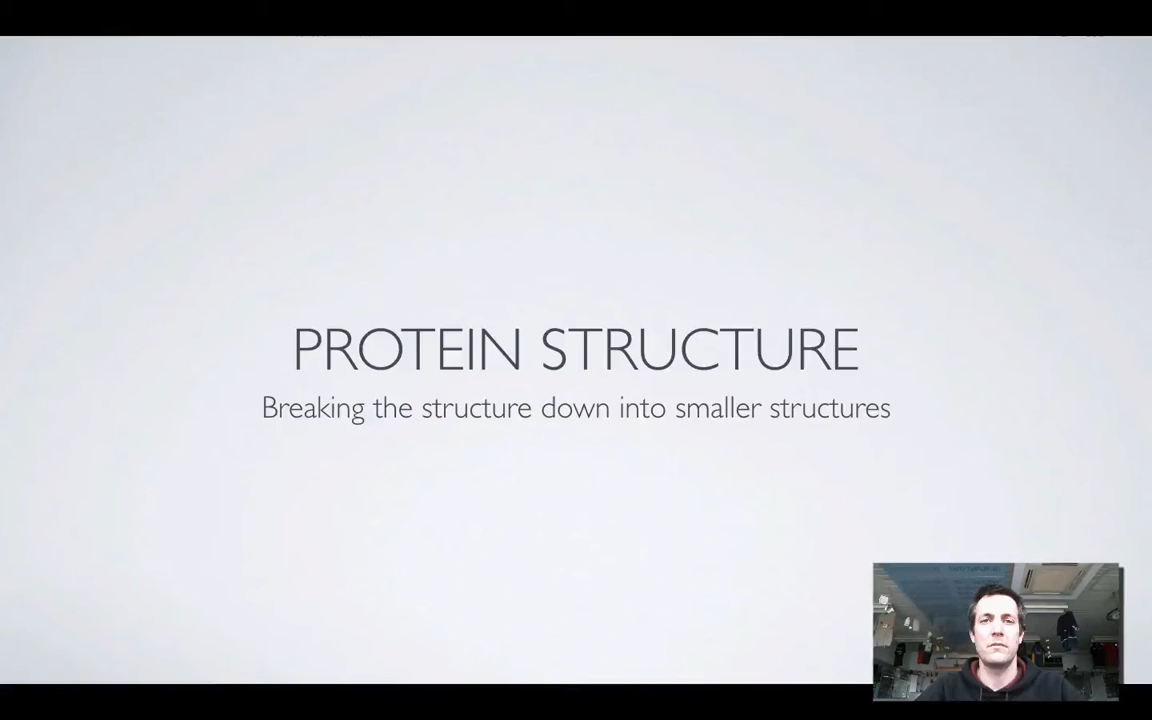 PROTEIN STRUCTURE
Breaking the structure down into smaller structures